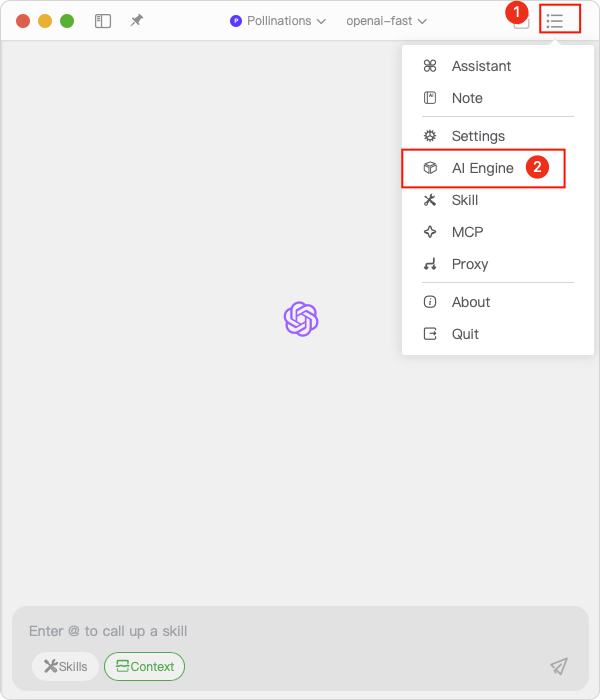 P Pollinations openai-fast 1
Assistant
Note
Settings
AI Engine 2
Skill
MCP
Proxy
About
Quit
Enter @ to call up a skill
Skills Context